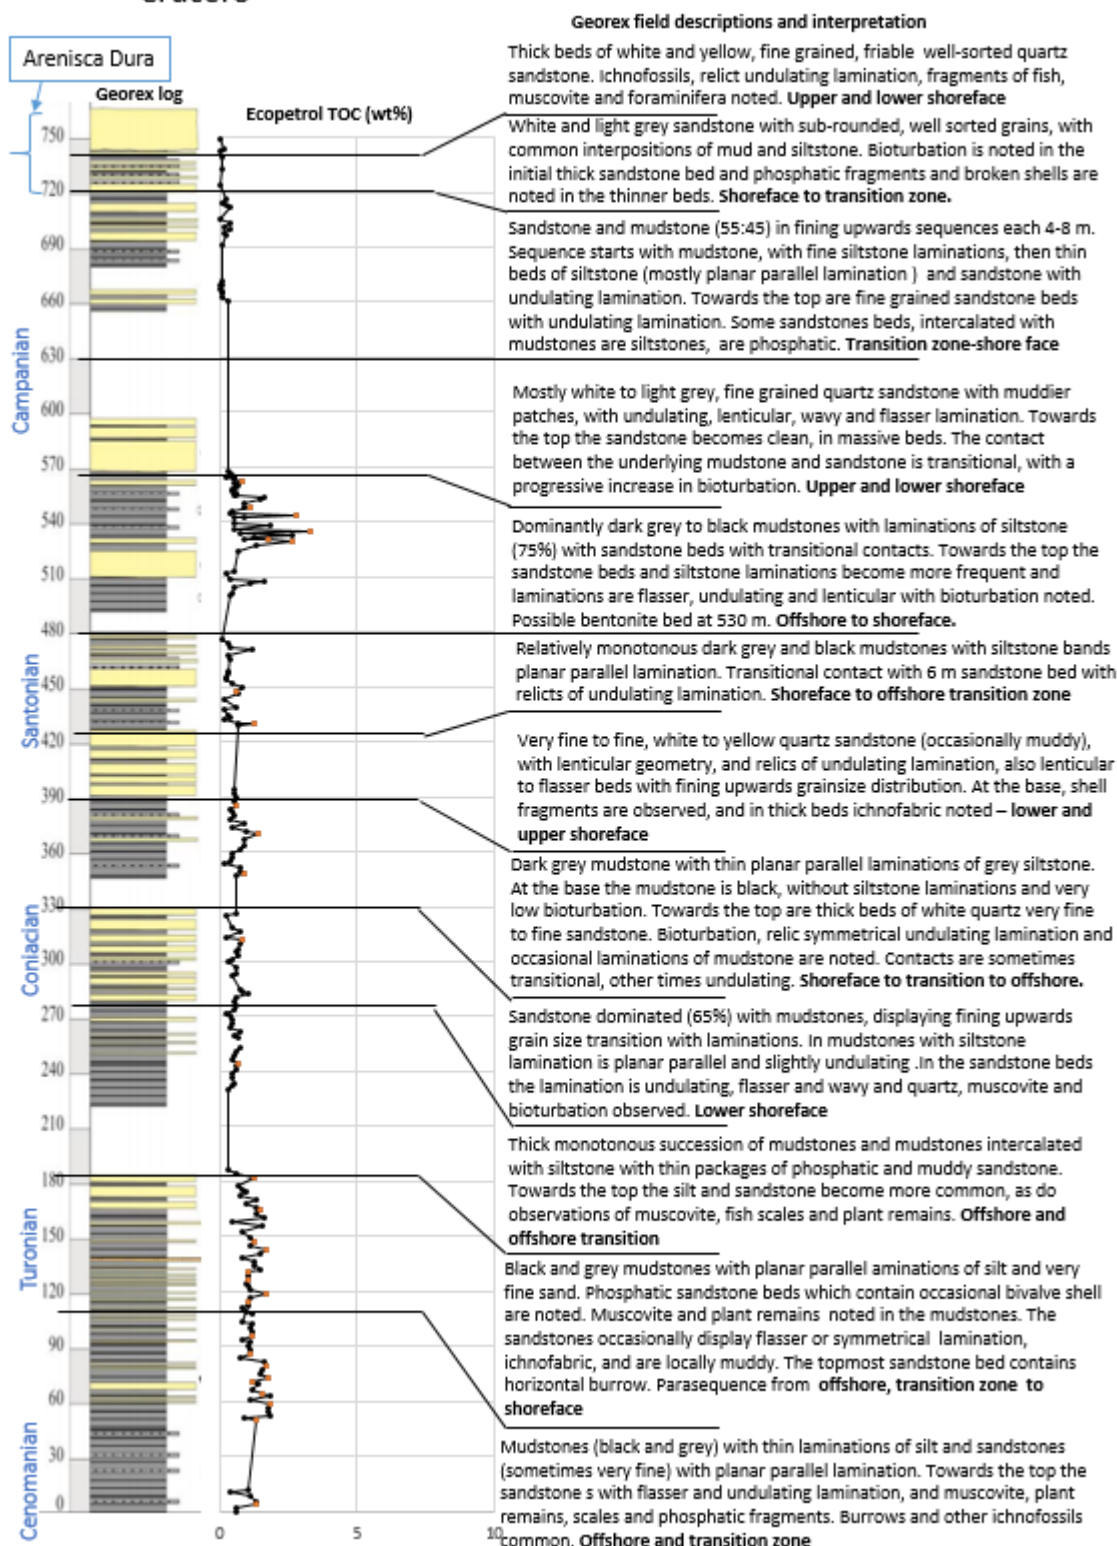 Georex field descriptions and interpretation
Arenisca Dura
Georex log
Ecopetrol TOC (wt%)
Thick beds of white and yellow, fine grained, friable well-sorted quartz
sandstone. Ichnofossils, relict undulating lamination, fragments of fish,
muscovite and foraminifera noted. Upper and lower shoreface
White and light grey sandstone with sub-rounded, well sorted grains, with
common interpositions of mud and siltstone. Bioturbation is noted in the
initial thick sandstone bed and phosphatic fragments and broken shells are
noted in the thinner beds. Shoreface to transition zone.
Sandstone and mudstone (55:45) in fining upwards sequences each 4-8 m.
Sequence starts with mudstone, with fine siltstone laminations, then thin
beds of siltstone (mostly planar parallel lamination ) and sandstone with
undulating lamination. Towards the top are fine grained sandstone beds
with undulating lamination. Some sandstones beds, intercalated with
mudstones are siltstones, are phosphatic. Transition zone-shore face
Mostly white to light grey, fine grained quartz sandstone with muddier
patches, with undulating, lenticular, wavy and flasser lamination. Towards
the top the sandstone becomes clean, in massive beds. The contact
between the underlying mudstone and sandstone is transitional, with a
progressive increase in bioturbation. Upper and lower shoreface
Dominantly dark grey to black mudstones with laminations of siltstone
(75%) with sandstone beds with transitional contacts. Towards the top the
sandstone beds and siltstone laminations become more frequent and
laminations are flasser, undulating and lenticular with bioturbation noted.
Possible bentonite bed at 530 m. Offshore to shoreface.
Relatively monotonous dark grey and black mudstones with siltstone bands
planar parallel lamination. Transitional contact with 6 m sandstone bed with
relicts of undulating lamination. Shoreface to offshore transition zone
Very fine to fine, white to yellow quartz sandstone (occasionally muddy),
with lenticular geometry, and relics of undulating lamination, also lenticular
to flasser beds with fining upwards grainsize distribution. At the base, shell
fragments are observed, and in thick beds ichnofabric noted – lower and
upper shoreface
Dark grey mudstone with thin planar parallel laminations of grey siltstone.
At the base the mudstone is black, without siltstone laminations and very
low bioturbation. Towards the top are thick beds of white quartz very fine
to fine sandstone. Bioturbation, relic symmetrical undulating lamination and
occasional laminations of mudstone are noted. Contacts are sometimes
transitional, other times undulating. Shoreface to transition to offshore.
Sandstone dominated (65%) with mudstones, displaying fining upwards
grain size transition with laminations. In mudstones with siltstone
lamination is planar parallel and slightly undulating .In the sandstone beds
the lamination is undulating, flasser and wavy and quartz, muscovite and
bioturbation observed. Lower shoreface
Thick monotonous succession of mudstones and mudstones intercalated
with siltstone with thin packages of phosphatic and muddy sandstone.
Towards the top the silt and sandstone become more common, as do
observations of muscovite, fish scales and plant remains. Offshore and
offshore transition
Black and grey mudstones with planar parallel aminations of silt and very
fine sand. Phosphatic sandstone beds which contain occasional bivalve shell
are noted. Muscovite and plant remains noted in the mudstones. The
sandstones occasionally display flasser or symmetrical lamination,
ichnofabric, and are locally muddy. The topmost sandstone bed contains
horizontal burrow. Parasequence from offshore, transition zone to
shoreface
Mudstones (black and grey) with thin laminations of silt and sandstones
(sometimes very fine) with planar parallel lamination. Towards the top the
sandstone s with flasser and undulating lamination, and muscovite, plant
remains, scales and phosphatic fragments. Burrows and other ichnofossils
common. Offshore and transition zone
750
720
690
660
630
600
570
540
510
480
450
420
390
360
330
300
270
240
210
180
150
120
90
60
30
0
Campanian
Santonian
Coniacian
Turonian
Cenomanian
0
5
10